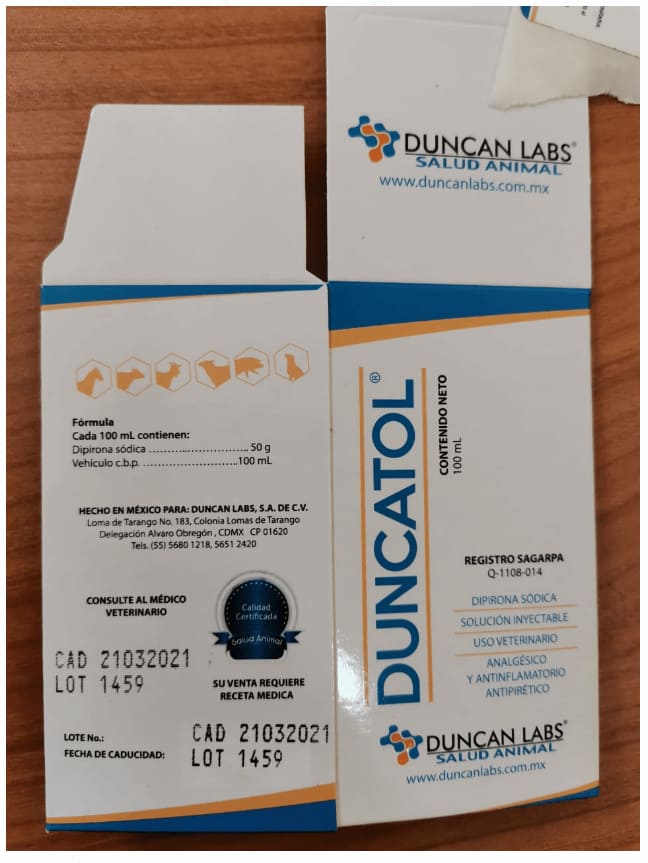 DUNCAN LABS®
SALUD ANIMAL
www.duncanlabs.com.mx
Fórmula
Cada 100 mL contienen:
Dipirona sódica ........................ 50 g
Vehículo c.b.p. ........................100 mL
HECHO EN MÉXICO PARA: DUNCAN LABS, S.A. DE C.V.
Loma de Tarango No. 183, Colonia Lomas de Tarango
Delegación Alvaro Obregón , CDMX CP 01620
Tels. (55) 5680 1218, 5651 2420
CONSULTE AL MÉDICO
VETERINARIO
Calidad
Certificada
Salud Animal
CAD 21032021
LOT 1459
SU VENTA REQUIERE
RECETA MEDICA
LOTE No.:
FECHA DE CADUCIDAD:
CAD 21032021
LOT 1459
DUNCATOL®
CONTENIDO NETO
100 mL
REGISTRO SAGARPA
Q-1108-014
DIPIRONA SÓDICA
SOLUCIÓN INYECTABLE
USO VETERINARIO
ANALGÉSICO
Y ANTINFLAMATORIO
ANTIPIRÉTICO
DUNCAN LABS®
SALUD ANIMAL
www.duncanlabs.com.mx